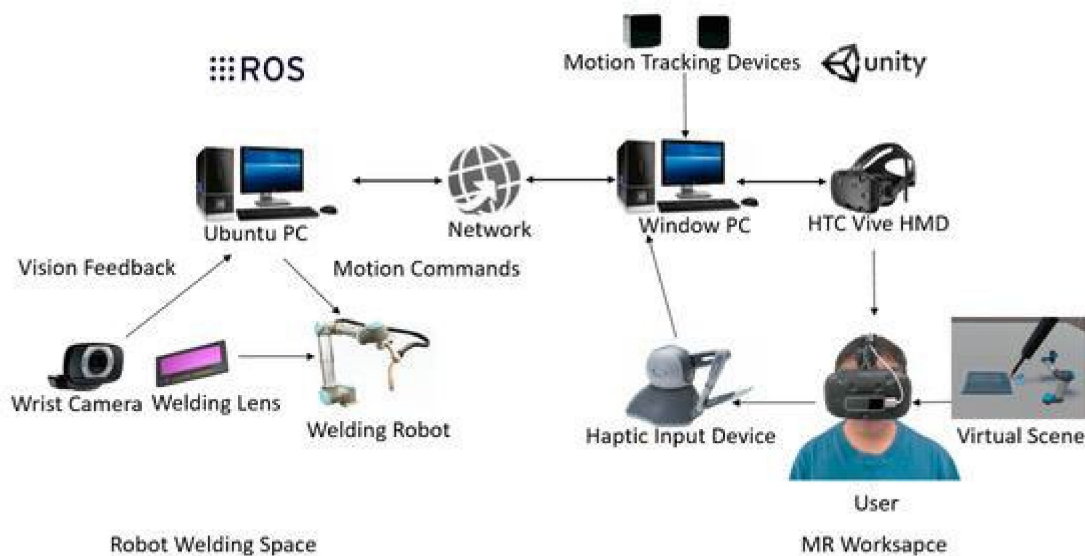 Motion Tracking Devices
ROS
unity
Ubuntu PC
Network
Window PC
HTC Vive HMD
Vision Feedback
Motion Commands
Wrist Camera
Welding Lens
Welding Robot
Haptic Input Device
Virtual Scene
User
Robot Welding Space
MR Worksapce